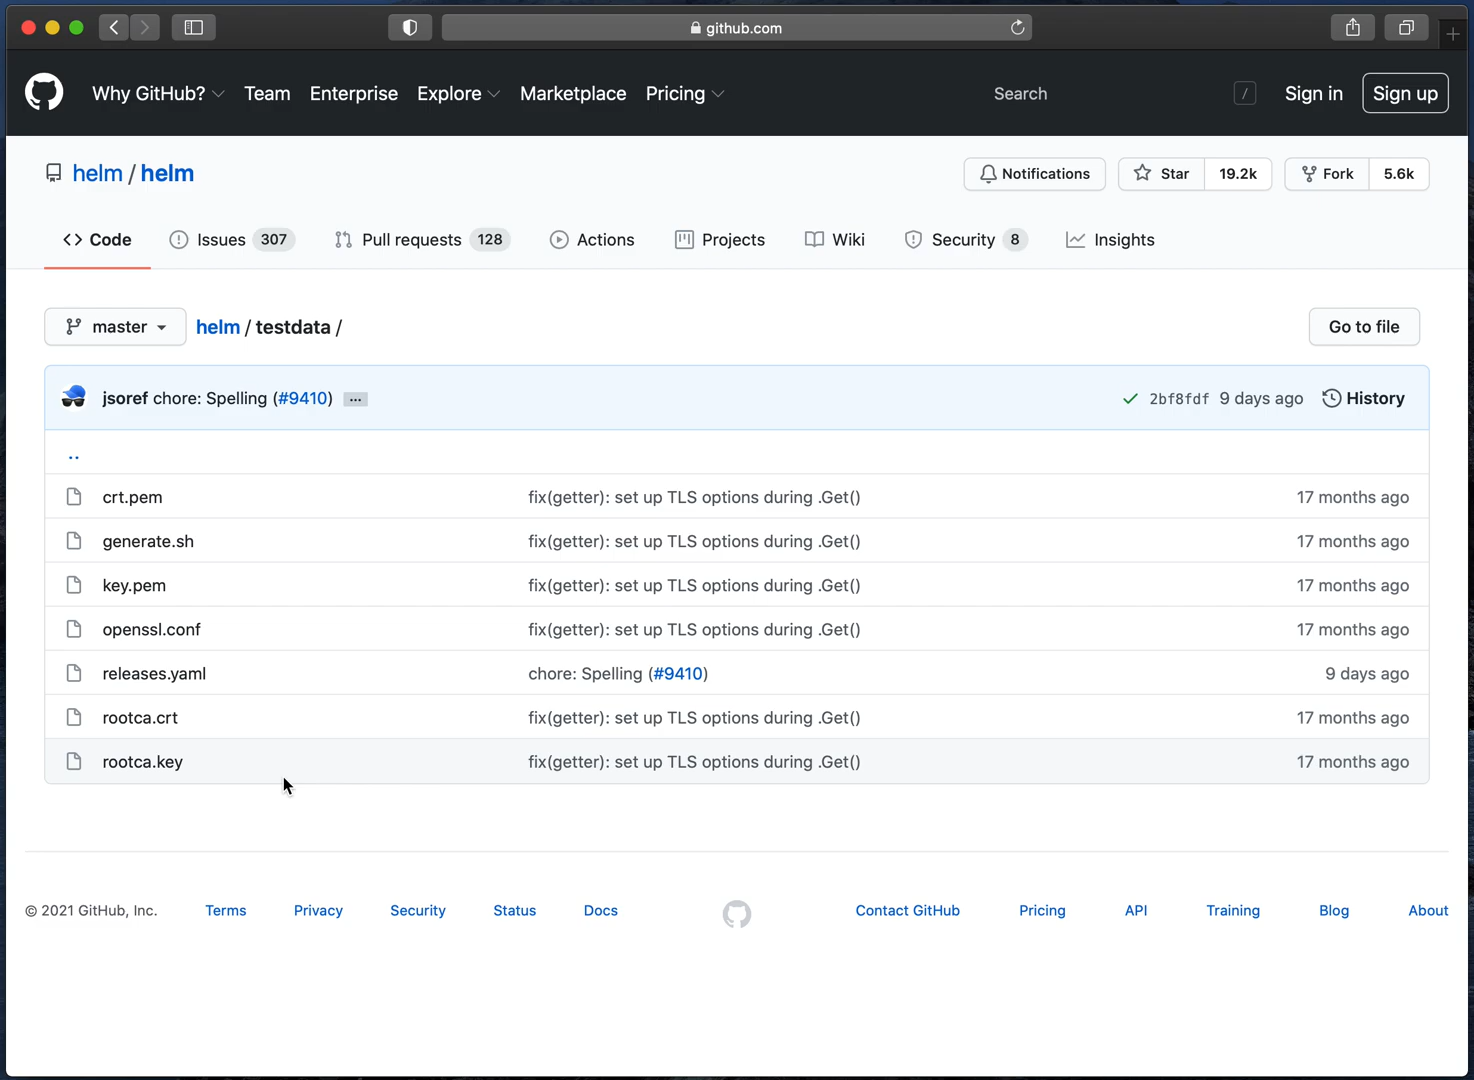 github.com
Why GitHub? Team Enterprise Explore Marketplace Pricing Search / Sign in Sign up
helm / helm Notifications Star 19.2k Fork 5.6k
Code Issues 307 Pull requests 128 Actions Projects Wiki Security 8 Insights
master helm / testdata / Go to file
jsoref chore: Spelling (#9410) ... 2bf8fdf 9 days ago History
..
crt.pem fix(getter): set up TLS options during .Get() 17 months ago
generate.sh fix(getter): set up TLS options during .Get() 17 months ago
key.pem fix(getter): set up TLS options during .Get() 17 months ago
openssl.conf fix(getter): set up TLS options during .Get() 17 months ago
releases.yaml chore: Spelling (#9410) 9 days ago
rootca.crt fix(getter): set up TLS options during .Get() 17 months ago
rootca.key fix(getter): set up TLS options during .Get() 17 months ago
© 2021 GitHub, Inc. Terms Privacy Security Status Docs Contact GitHub Pricing API Training Blog About